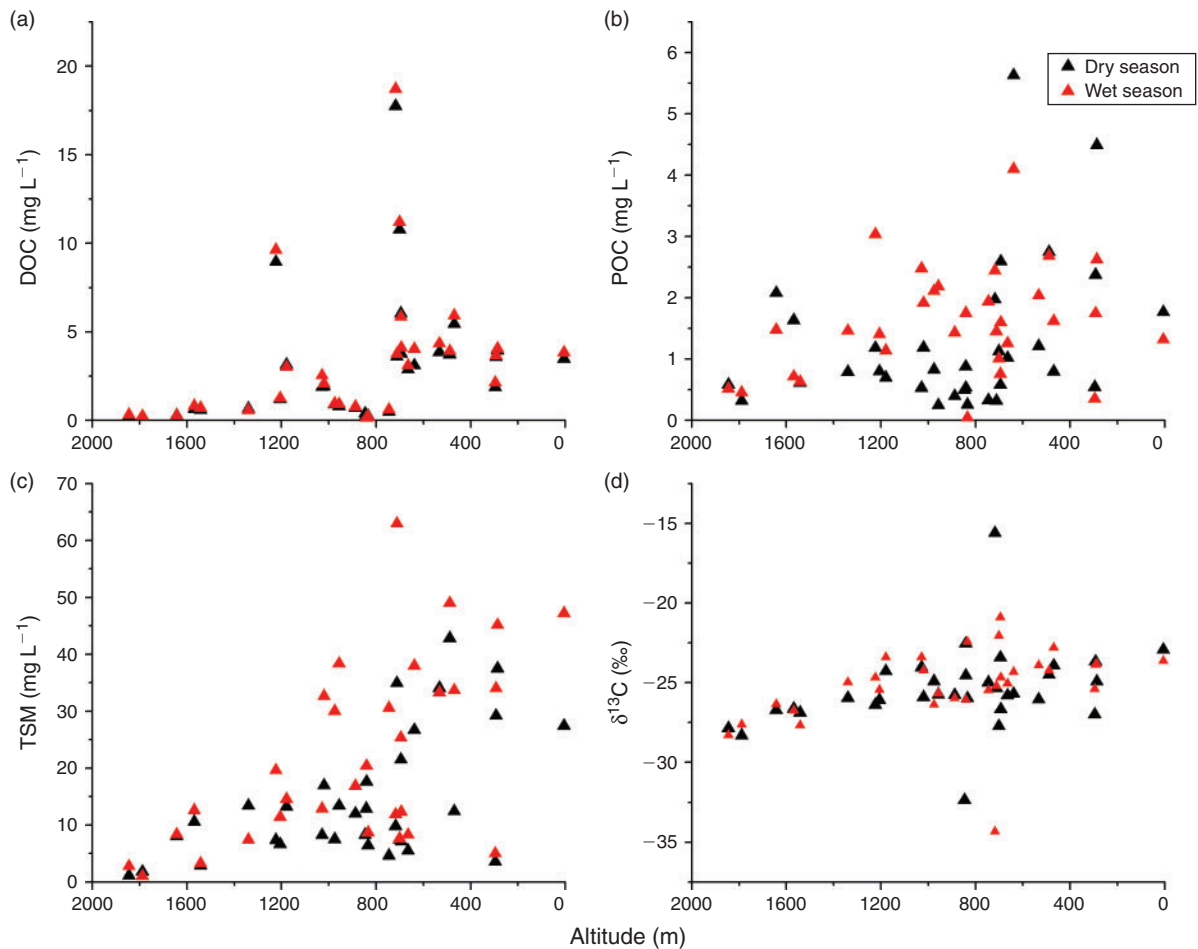 (a)
DOC (mg L−1)
20
15
10
5
0
2000 1600 1200 800 400 0
(b)
POC (mg L−1)
6
5
4
3
2
1
0
2000 1600 1200 800 400 0
Dry season
Wet season
(c)
TSM (mg L−1)
70
60
50
40
30
20
10
0
2000 1600 1200 800 400 0
(d)
δ13C (‰)
−15
−20
−25
−30
−35
2000 1600 1200 800 400 0
Altitude (m)